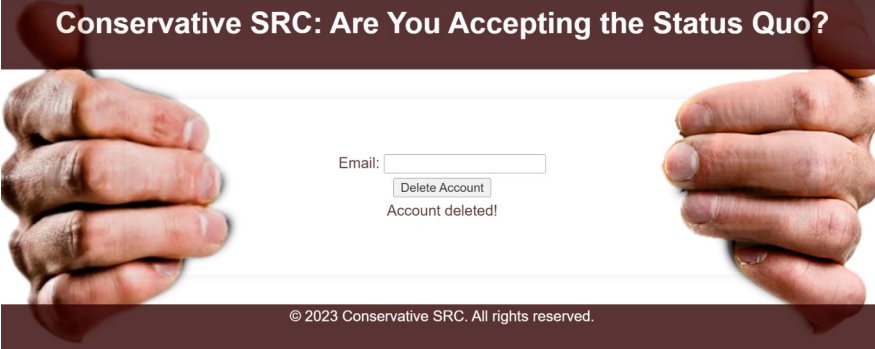 Conservative SRC: Are You Accepting the Status Quo?
Email:
Delete Account
Account deleted!
© 2023 Conservative SRC. All rights reserved.